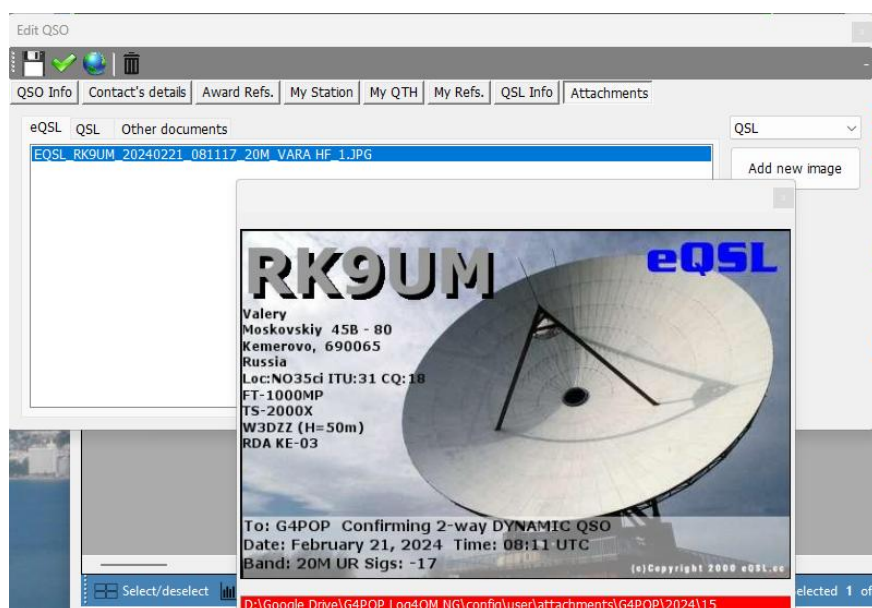 Edit QSO
QSO Info Contact's details Award Refs. My Station My QTH My Refs. QSL Info Attachments
eQSL QSL Other documents
QSL
EQSL_RK9UM_20240221_081117_20M_VARA HF_1.JPG
Add new image
RK9UM
eQSL
Valery
Moskovskiy 45B - 80
Kemerovo, 690065
Russia
Loc:NO35ci ITU:31 CQ:18
FT-1000MP
TS-2000X
W3DZZ (H=50m)
RDA KE-03
To: G4POP Confirming 2-way DYNAMIC QSO
Date: February 21, 2024 Time: 08:11 UTC
Band: 20M UR Sigs: -17
(c)Copyright 2000 eQSL.cc
Select/deselect
elected 1 of
D:\Google Drive\G4POP Log4OM NG\config\user\attachments\G4POP\2024\15